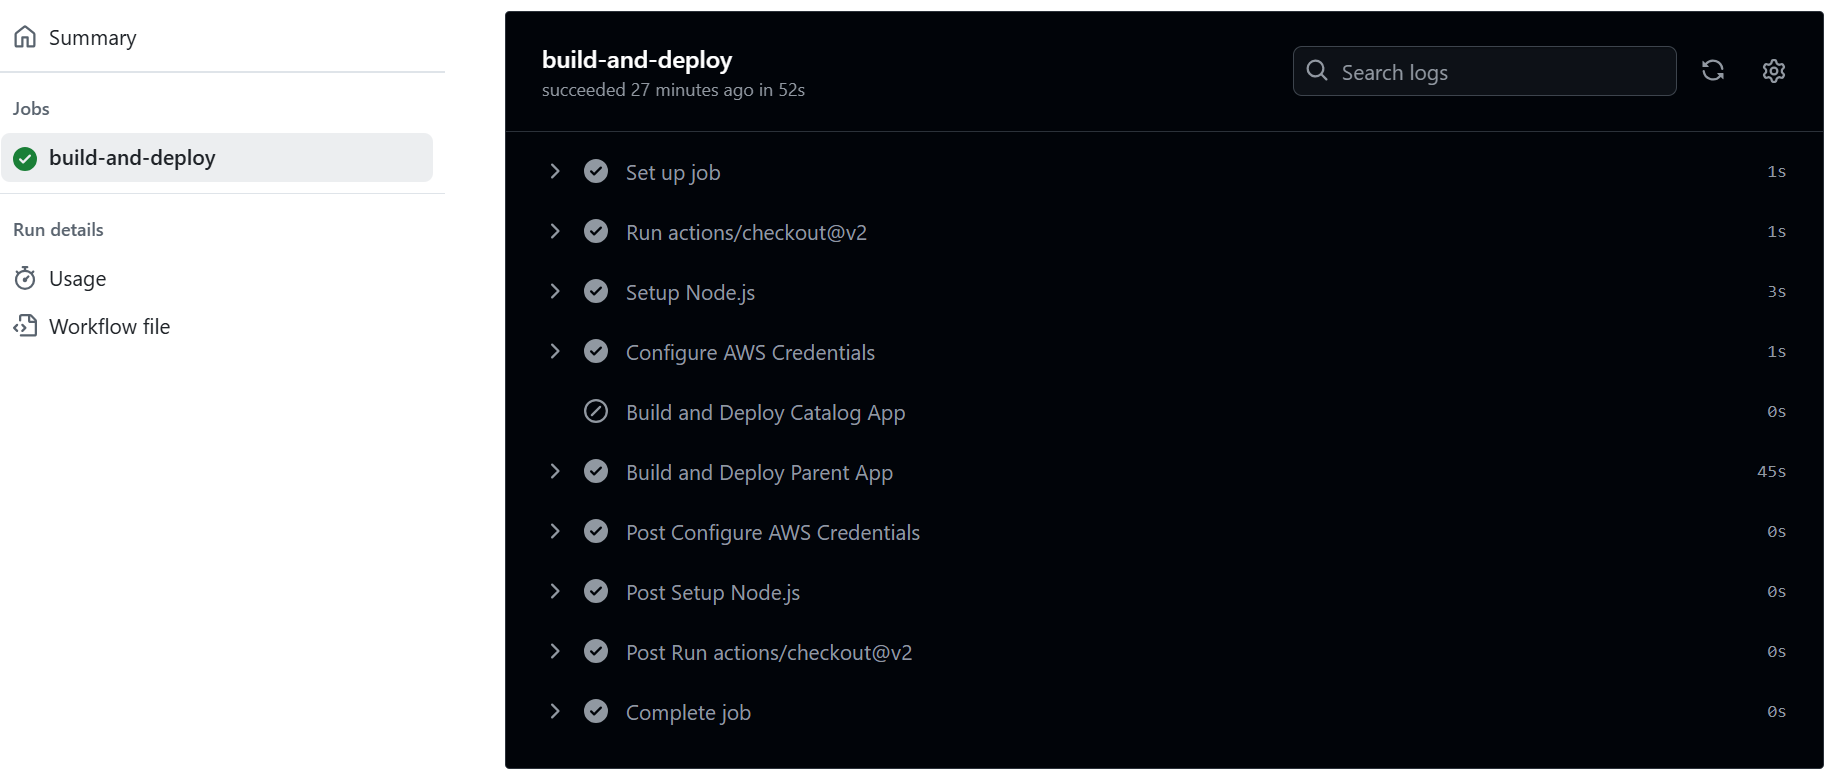 Summary
Jobs
build-and-deploy
Run details
Usage
Workflow file
build-and-deploy
succeeded 27 minutes ago in 52s
Search logs
Set up job 1s
Run actions/checkout@v2 1s
Setup Node.js 3s
Configure AWS Credentials 1s
Build and Deploy Catalog App 0s
Build and Deploy Parent App 45s
Post Configure AWS Credentials 0s
Post Setup Node.js 0s
Post Run actions/checkout@v2 0s
Complete job 0s